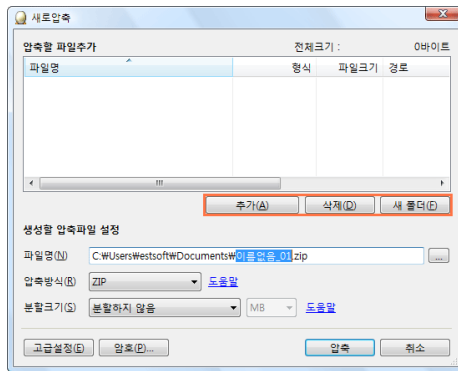 새로압축
압축할 파일추가 전체크기 : 0바이트
파일명 형식 파일크기 경로
추가(A) 삭제(D) 새 폴더(F)
생성할 압축파일 설정
파일명(N) C:₩Users₩estsoft₩Documents₩이름없음_01.zip ...
압축방식(R) ZIP 도움말
분할크기(S) 분할하지 않음 MB 도움말
고급설정(E) 암호(P)... 압축 취소